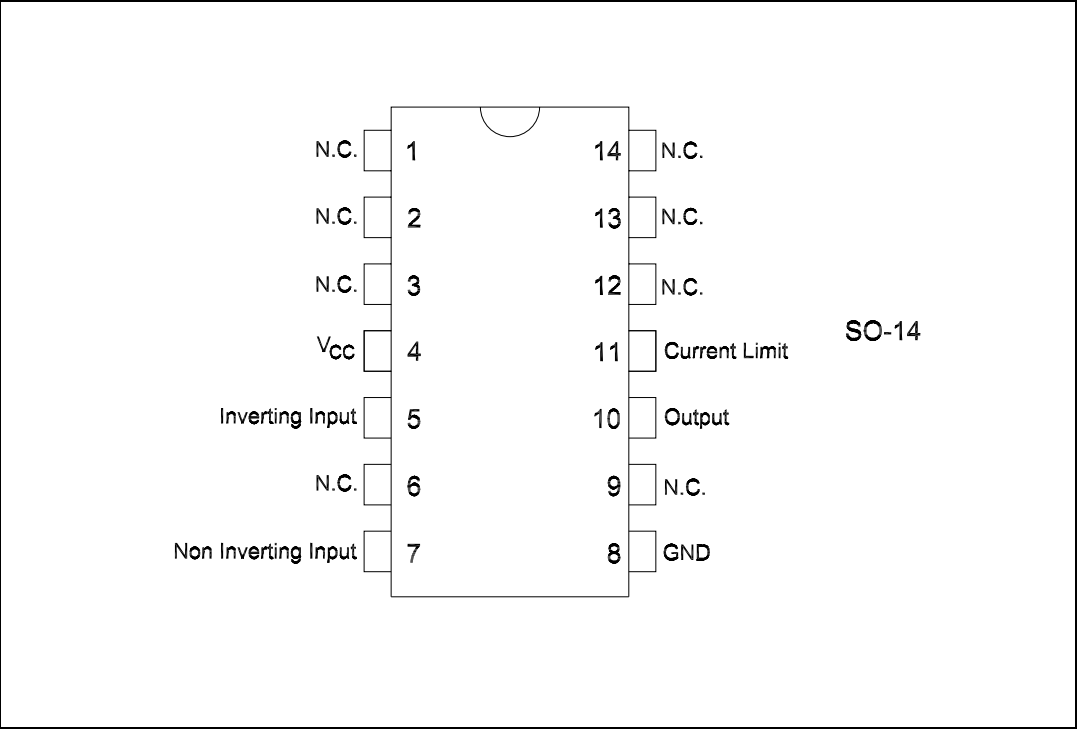 N.C. 1 14 N.C.
N.C. 2 13 N.C.
N.C. 3 12 N.C.
VCC 4 11 Current Limit
SO-14
Inverting Input 5 10 Output
N.C. 6 9 N.C.
Non Inverting Input 7 8 GND